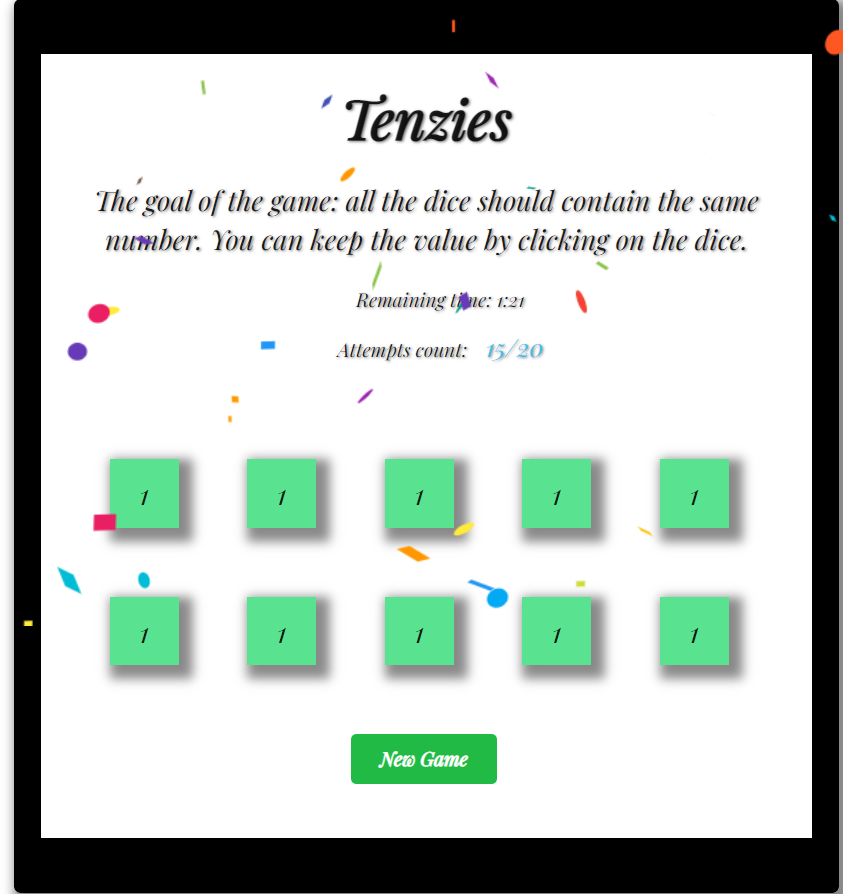 Tenzies
The goal of the game: all the dice should contain the same
number. You can keep the value by clicking on the dice.
Remaining time: 1:21
Attempts count: 15/20
1 1 1 1 1
1 1 1 1 1
New Game